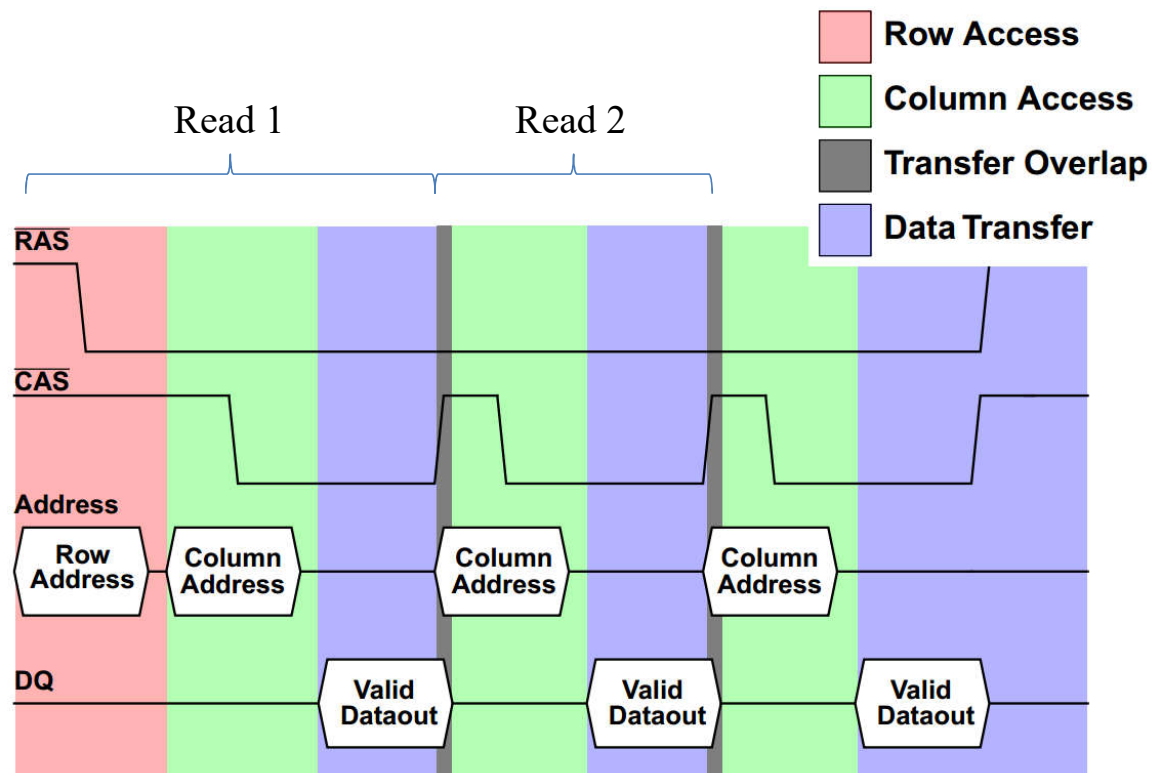 Row Access
Column Access
Transfer Overlap
Data Transfer
Read 1
Read 2
RAS
CAS
Address
Row
Address
Column
Address
Column
Address
Column
Address
DQ
Valid
Dataout
Valid
Dataout
Valid
Dataout